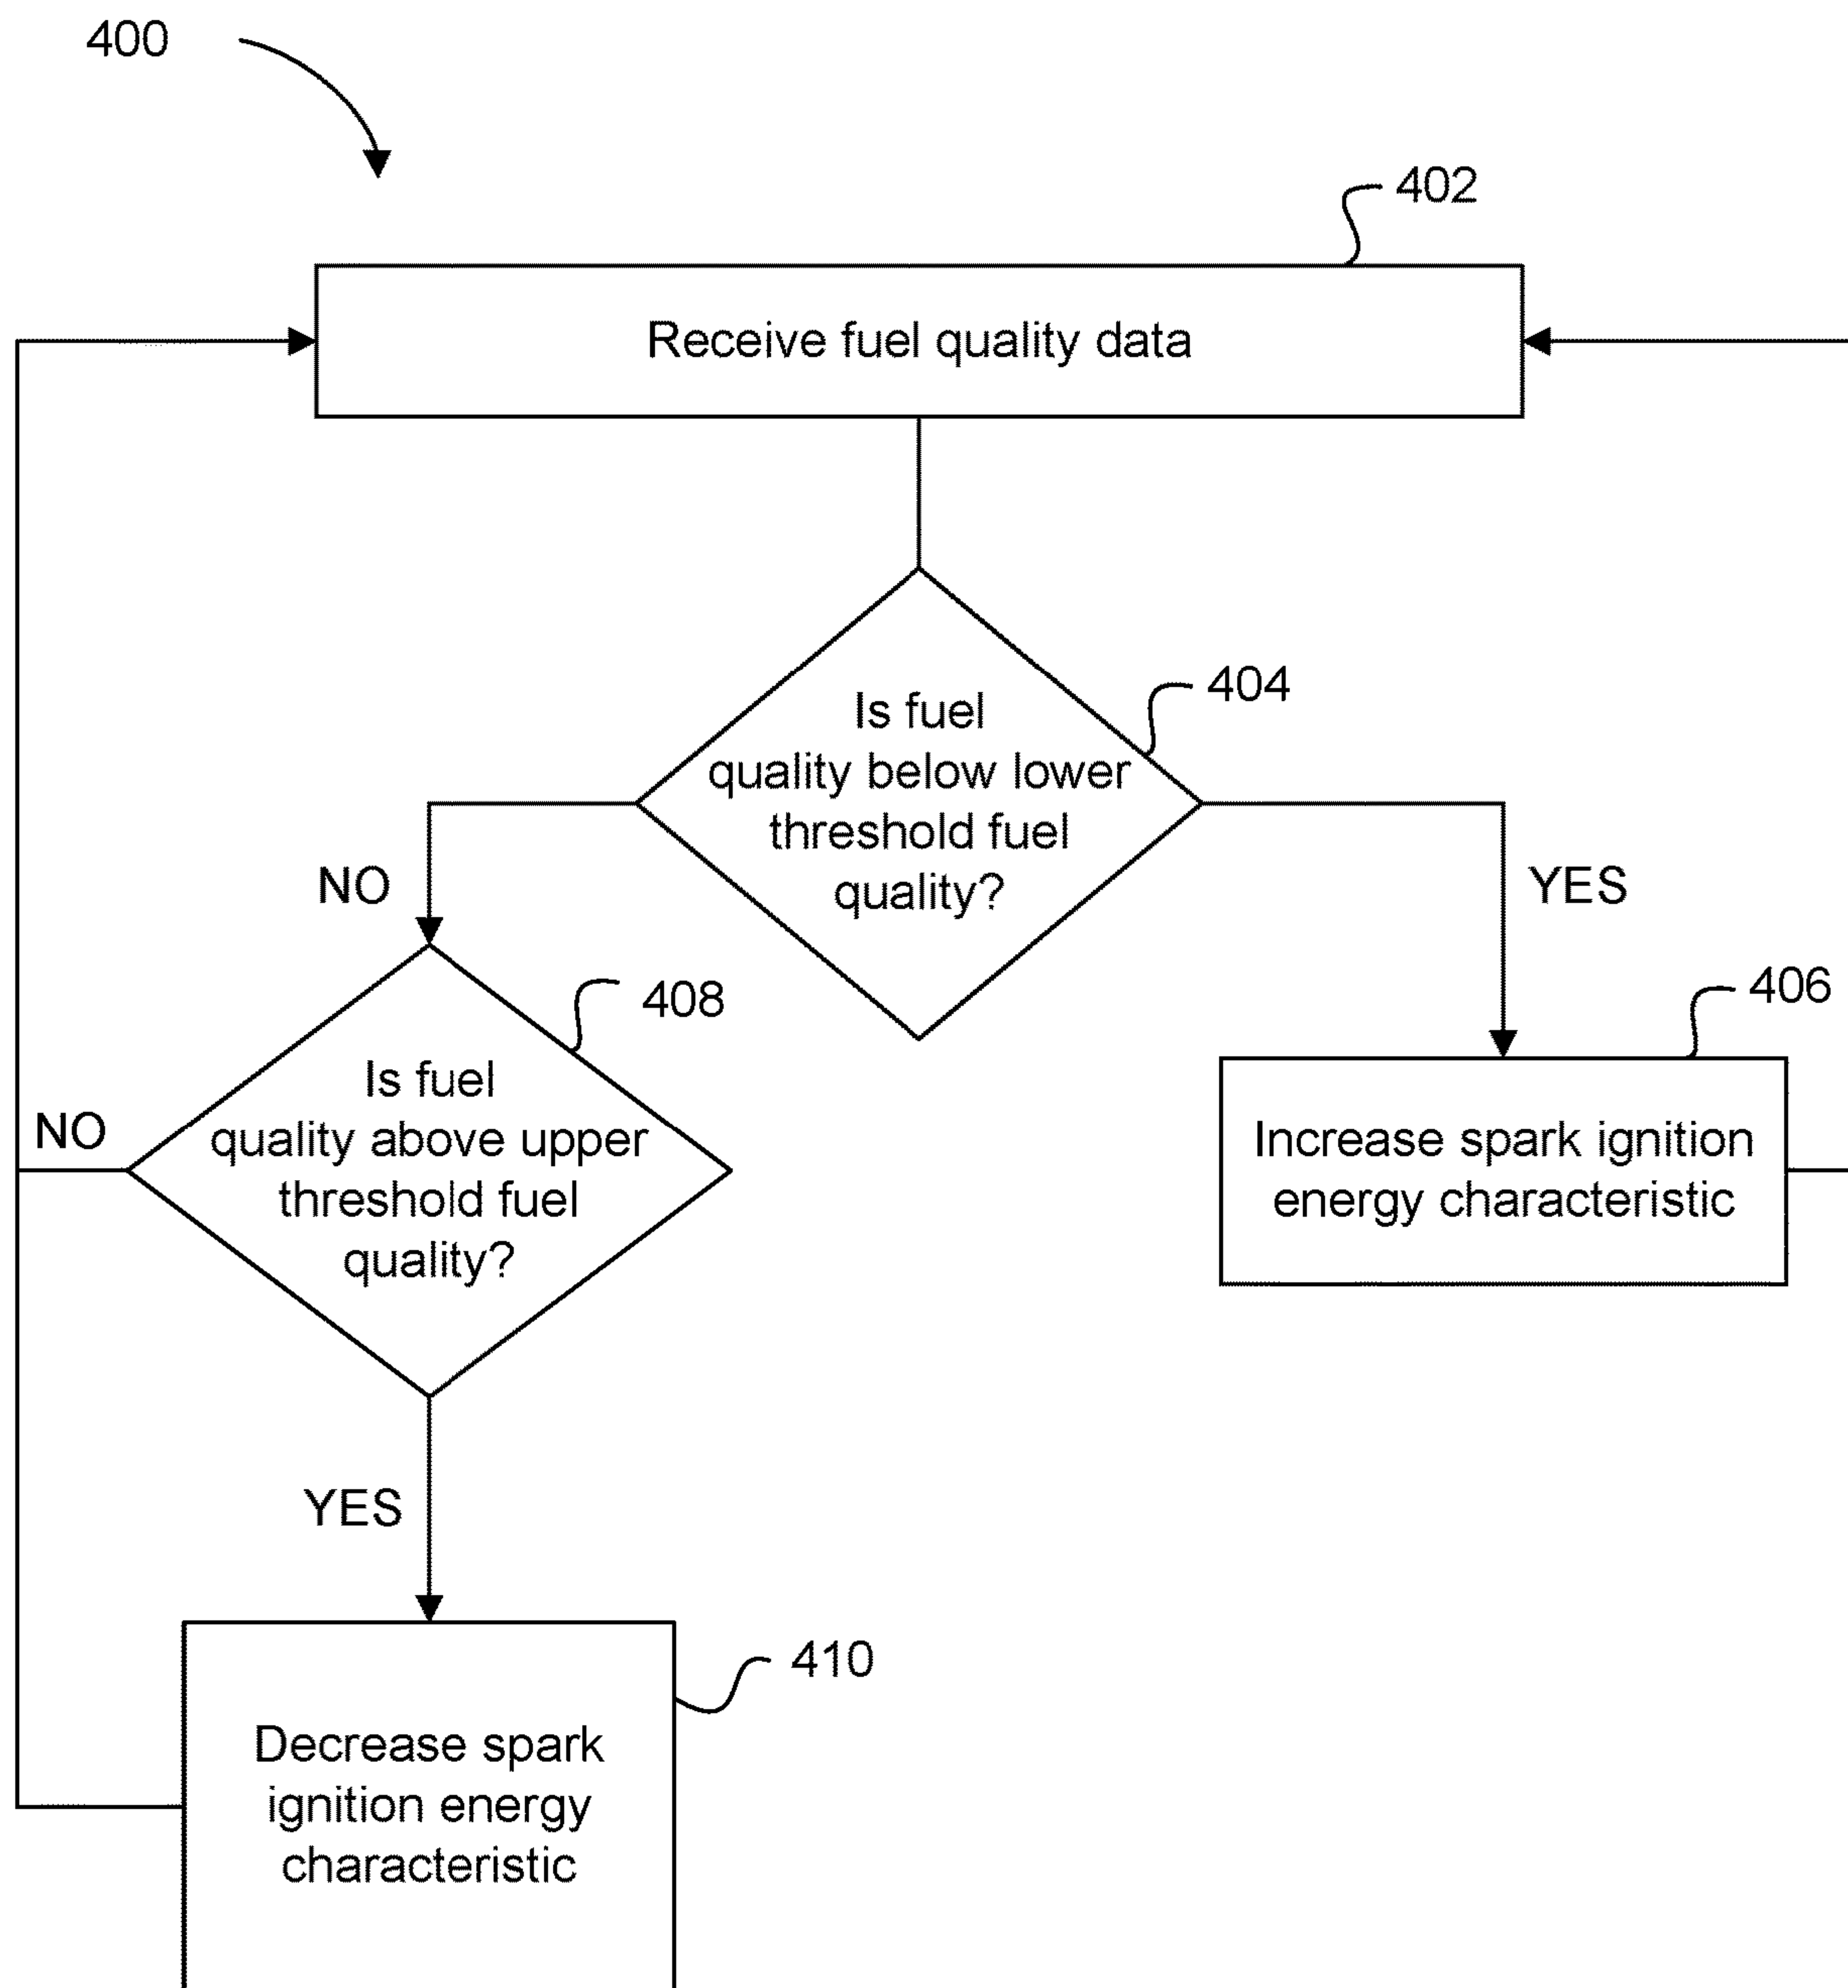 400
402
Receive fuel quality data
404
Is fuel
quality below lower
threshold fuel
quality?
NO
YES
408
406
Is fuel
quality above upper
threshold fuel
quality?
NO
Increase spark ignition
energy characteristic
YES
410
Decrease spark
ignition energy
characteristic